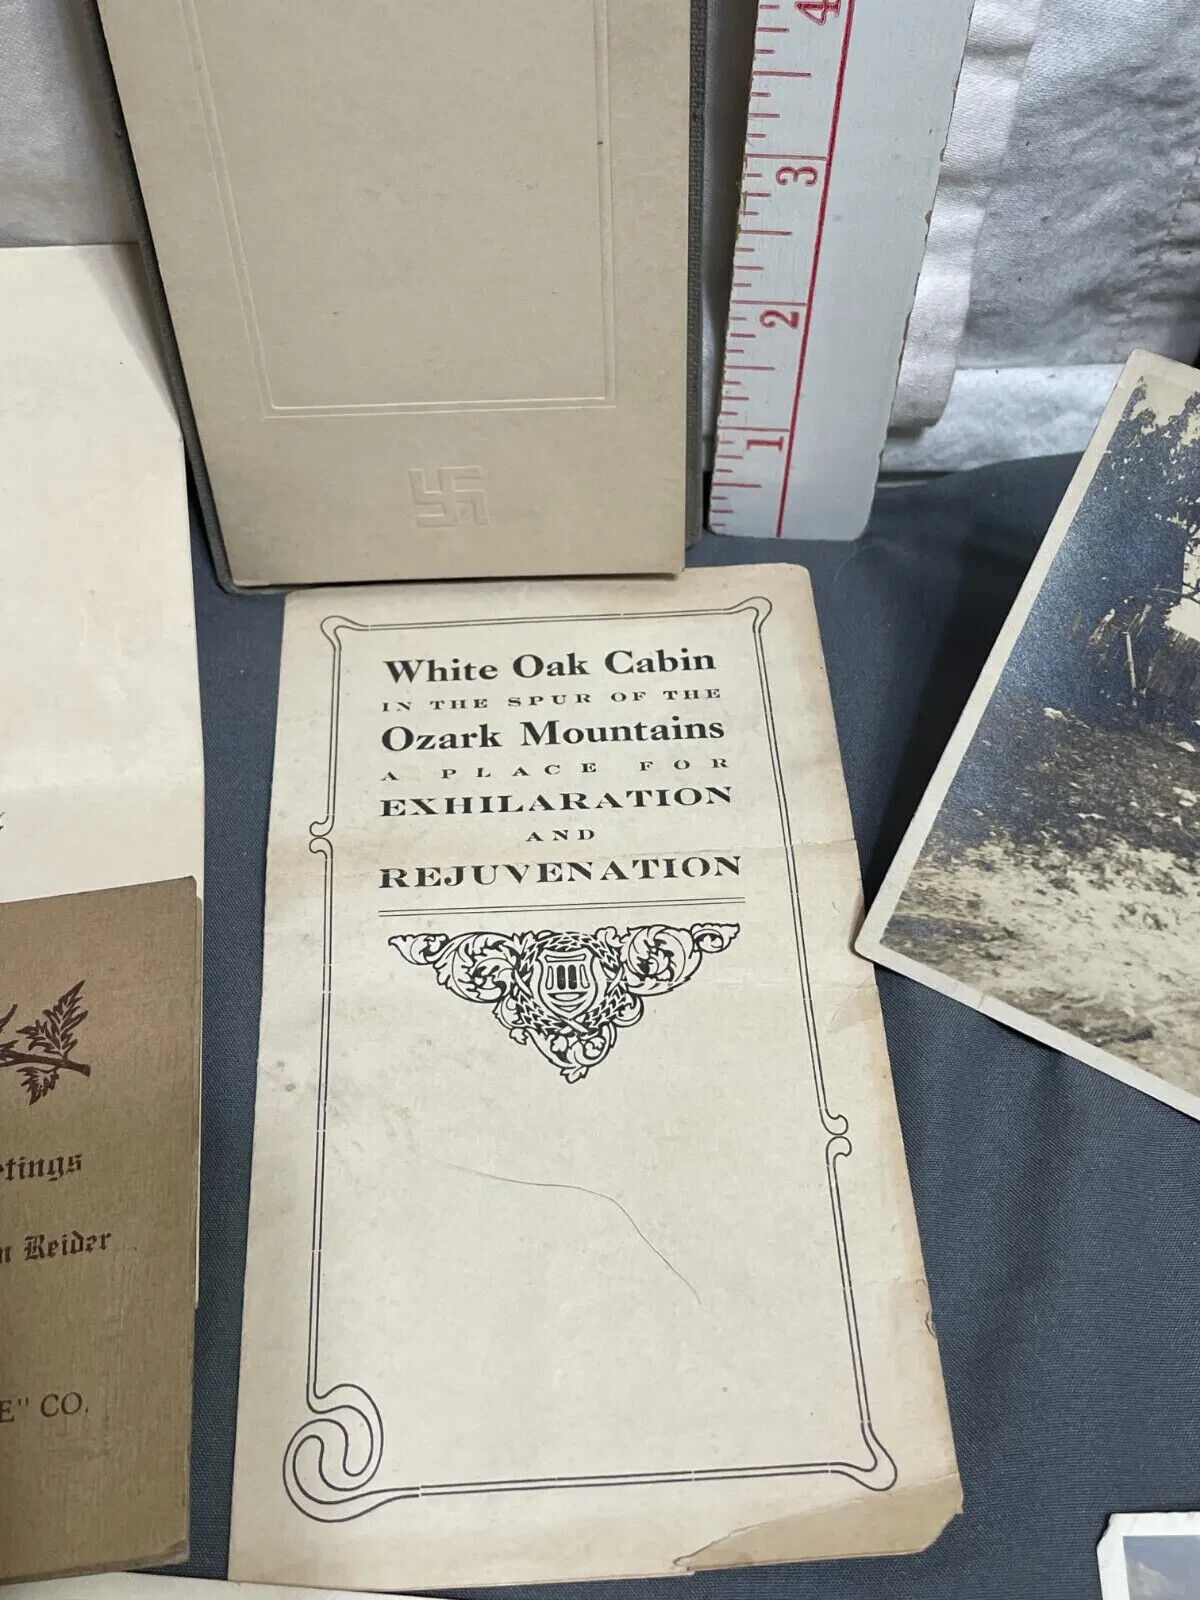 4
3
2
1
White Oak Cabin
IN THE SPUR OF THE
Ozark Mountains
A PLACE FOR
EXHILARATION
AND
REJUVENATION
etings
n Reider
E" CO.